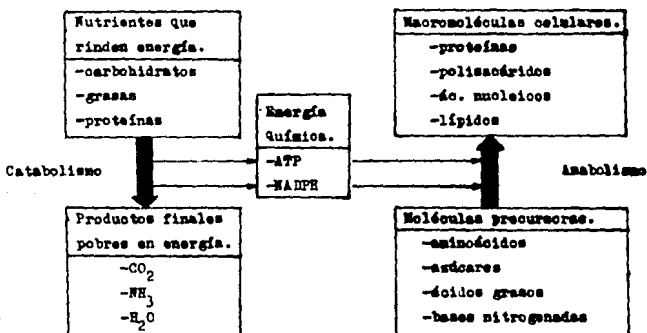 Nutrientes que
rinden energía.
-carbohidratos
-grasas
-proteínas
Catabolismo
Productos finales
pobres en energía.
-CO2
-NH3
-H2O
Energía
Química.
-ATP
-NADPH
Macromoléculas celulares.
-proteínas
-polisacáridos
-ác. nucleicos
-lípidos
Anabolismo
Moléculas precursoras.
-aminoácidos
-azúcares
-ácidos grasos
-bases nitrogenadas